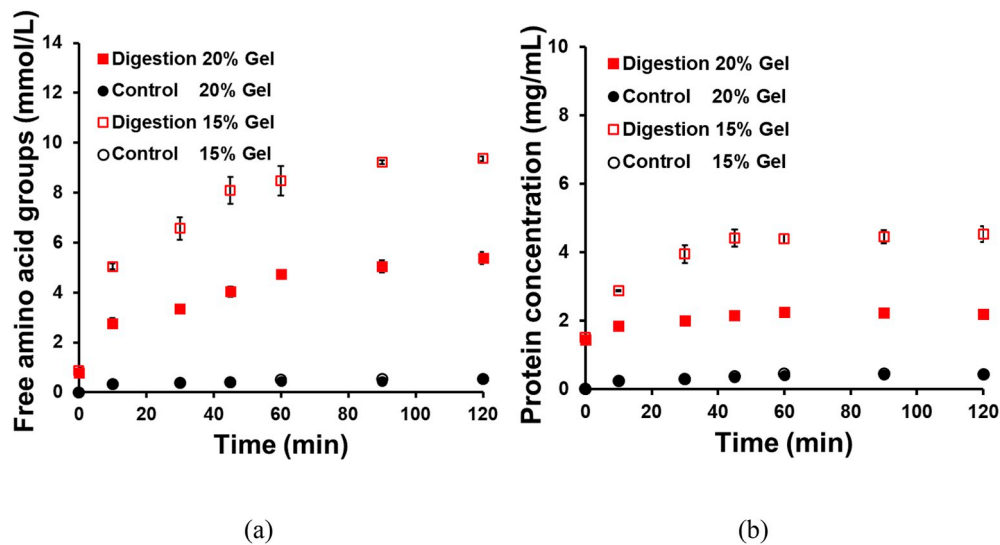 Free amino acid groups (mmol/L)
14
12
10
8
6
4
2
0
Digestion 20% Gel
Control 20% Gel
Digestion 15% Gel
Control 15% Gel
0 20 40 60 80 100 120
Time (min)
(a)
Protein concentration (mg/mL)
10
8
6
4
2
0
Digestion 20% Gel
Control 20% Gel
Digestion 15% Gel
Control 15% Gel
0 20 40 60 80 100 120
Time (min)
(b)